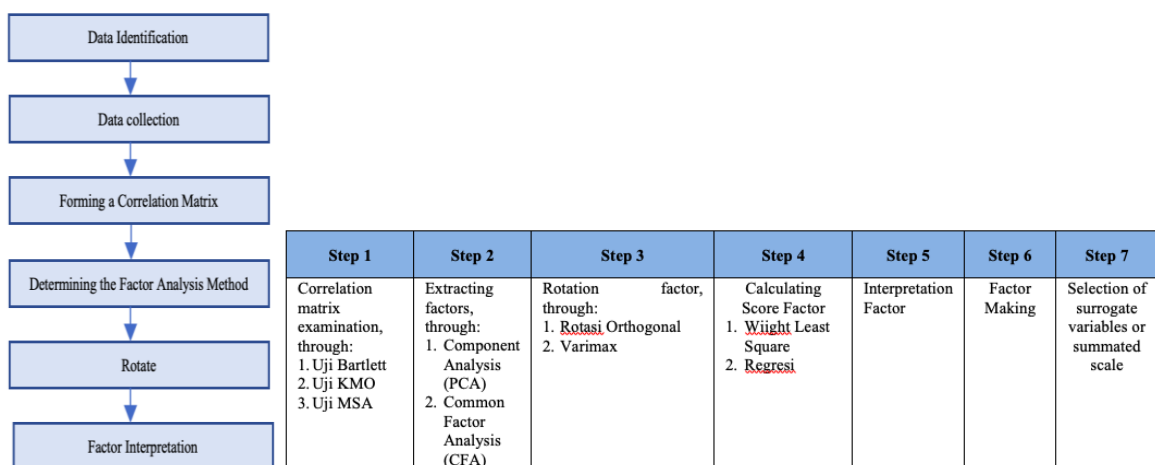 Data Identification
Data collection
Forming a Correlation Matrix
Determining the Factor Analysis Method
Rotate
Factor Interpretation
Step 1
Correlation
matrix
examination,
through:
1. Uji Bartlett
2. Uji KMO
3. Uji MSA
Step 2
Extracting
factors,
through:
1. Component
Analysis
(PCA)
2. Common
Factor
Analysis
(CFA)
Step 3
Rotation factor,
through:
1. Rotasi Orthogonal
2. Varimax
Step 4
Calculating
Score Factor
1. Wiight Least
Square
2. Regresi
Step 5
Interpretation
Factor
Step 6
Factor
Making
Step 7
Selection of
surrogate
variables or
summated
scale